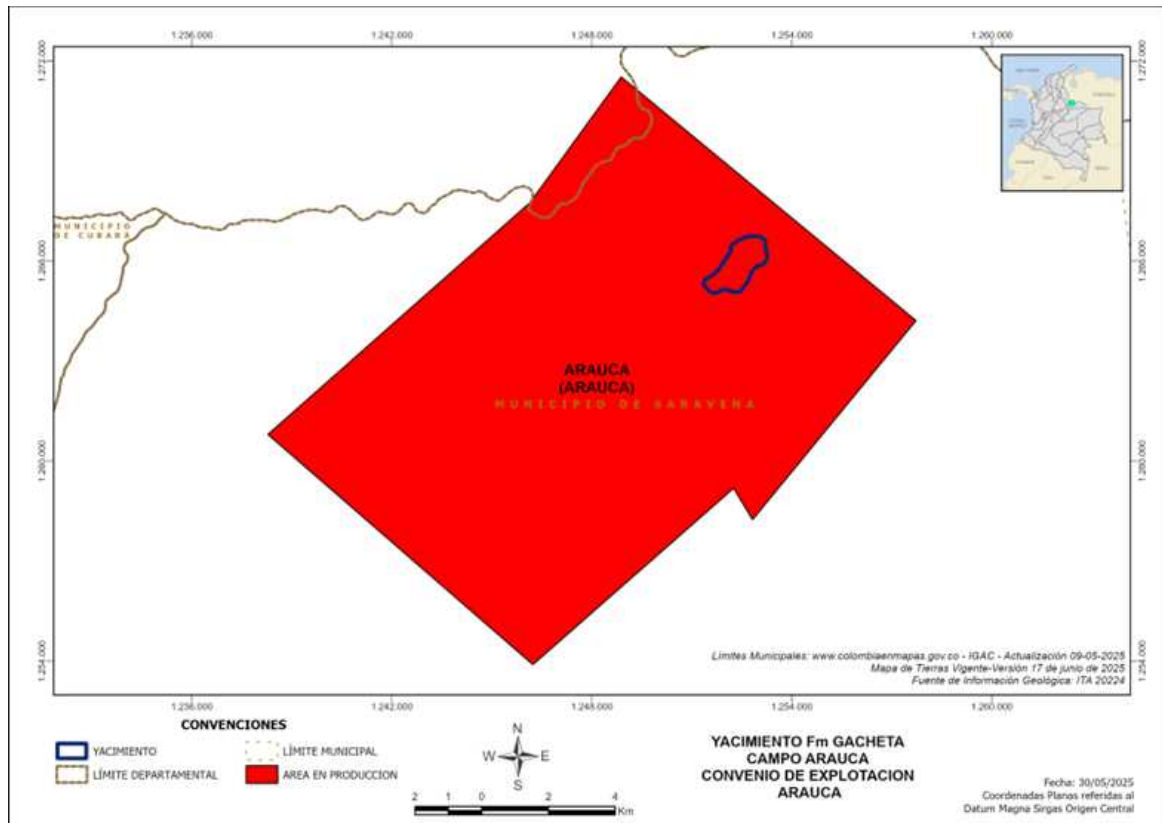 1.236.000 1.242.000 1.248.000 1.254.000 1.260.000
1.272.000 1.272.000
MUNICIPIO
DE CUBARÁ
1.266.000 1.266.000
ARAUCA
(ARAUCA)
MUNICIPIO DE SARAVENA
1.260.000 1.260.000
1.254.000 1.254.000
Límites Municipales: www.colombiaenmapas.gov.co - IGAC - Actualización 09-05-2025
Mapa de Tierras Vigente-Versión 17 de junio de 2025
Fuente de Información Geológica: ITA 20224
1.236.000 1.242.000 1.248.000 1.254.000 1.260.000
CONVENCIONES
YACIMIENTO
LÍMITE MUNICIPAL
LÍMITE DEPARTAMENTAL
AREA EN PRODUCCION
N
W E
S
2 1 0 2 4
Km
YACIMIENTO Fm GACHETA
CAMPO ARAUCA
CONVENIO DE EXPLOTACION
ARAUCA
Fecha: 30/05/2025
Coordenadas Planas referidas al
Datum Magna Sirgas Origen Central